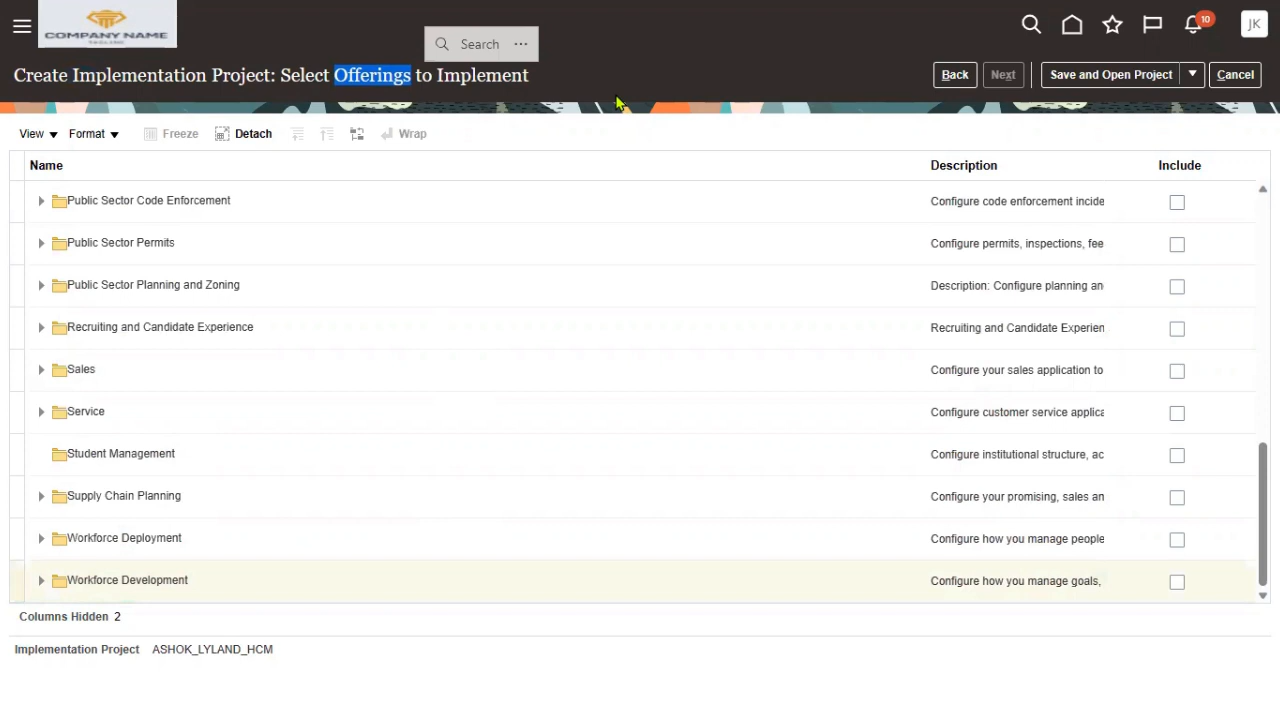 COMPANY NAME
Search ...
10
JK
Create Implementation Project: Select Offerings to Implement
Back
Next
Save and Open Project
Cancel
View
Format
Freeze
Detach
Wrap
Name
Description
Include
Public Sector Code Enforcement
Configure code enforcement incide
Public Sector Permits
Configure permits, inspections, fee
Public Sector Planning and Zoning
Description: Configure planning an
Recruiting and Candidate Experience
Recruiting and Candidate Experien
Sales
Configure your sales application to
Service
Configure customer service applica
Student Management
Configure institutional structure, ac
Supply Chain Planning
Configure your promising, sales an
Workforce Deployment
Configure how you manage people
Workforce Development
Configure how you manage goals,
Columns Hidden 2
Implementation Project ASHOK_LYLAND_HCM